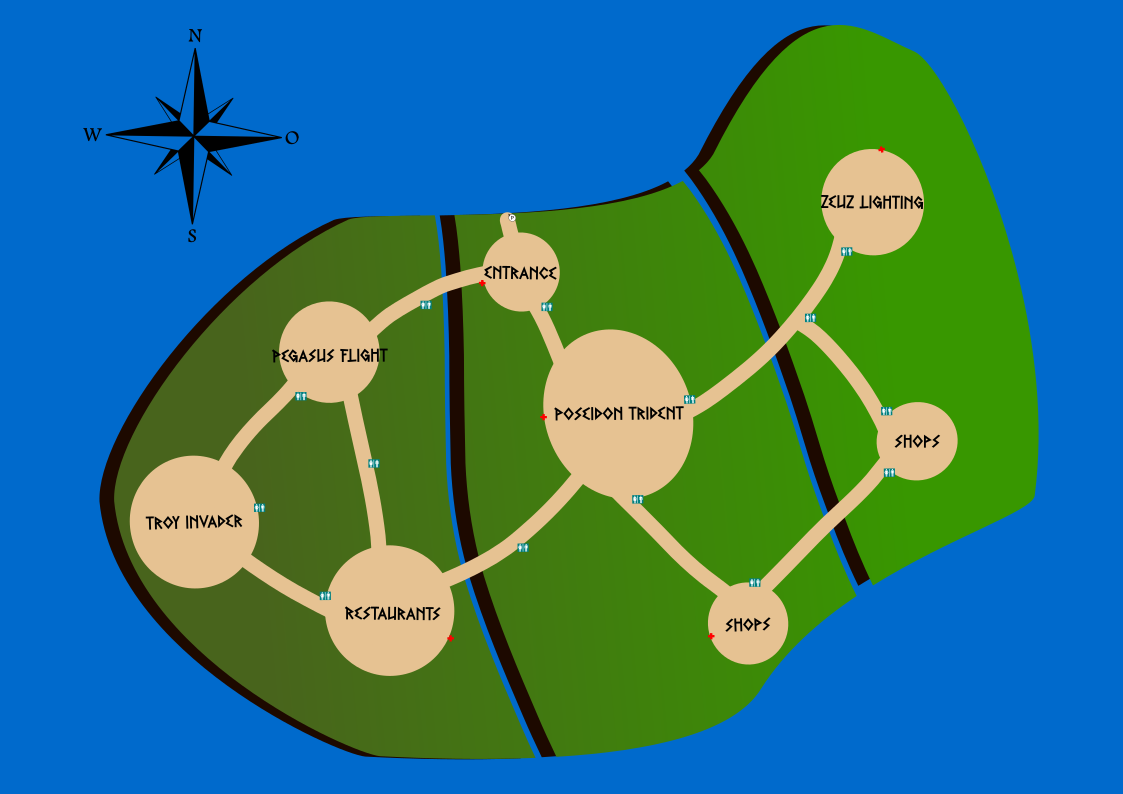 N
W
O
S
P
ZEUZ LIGHTING
ENTRANCE
PEGASUS FLIGHT
POSEIDON TRIDENT
SHOPS
TROY INVADER
RESTAURANTS
SHOPS